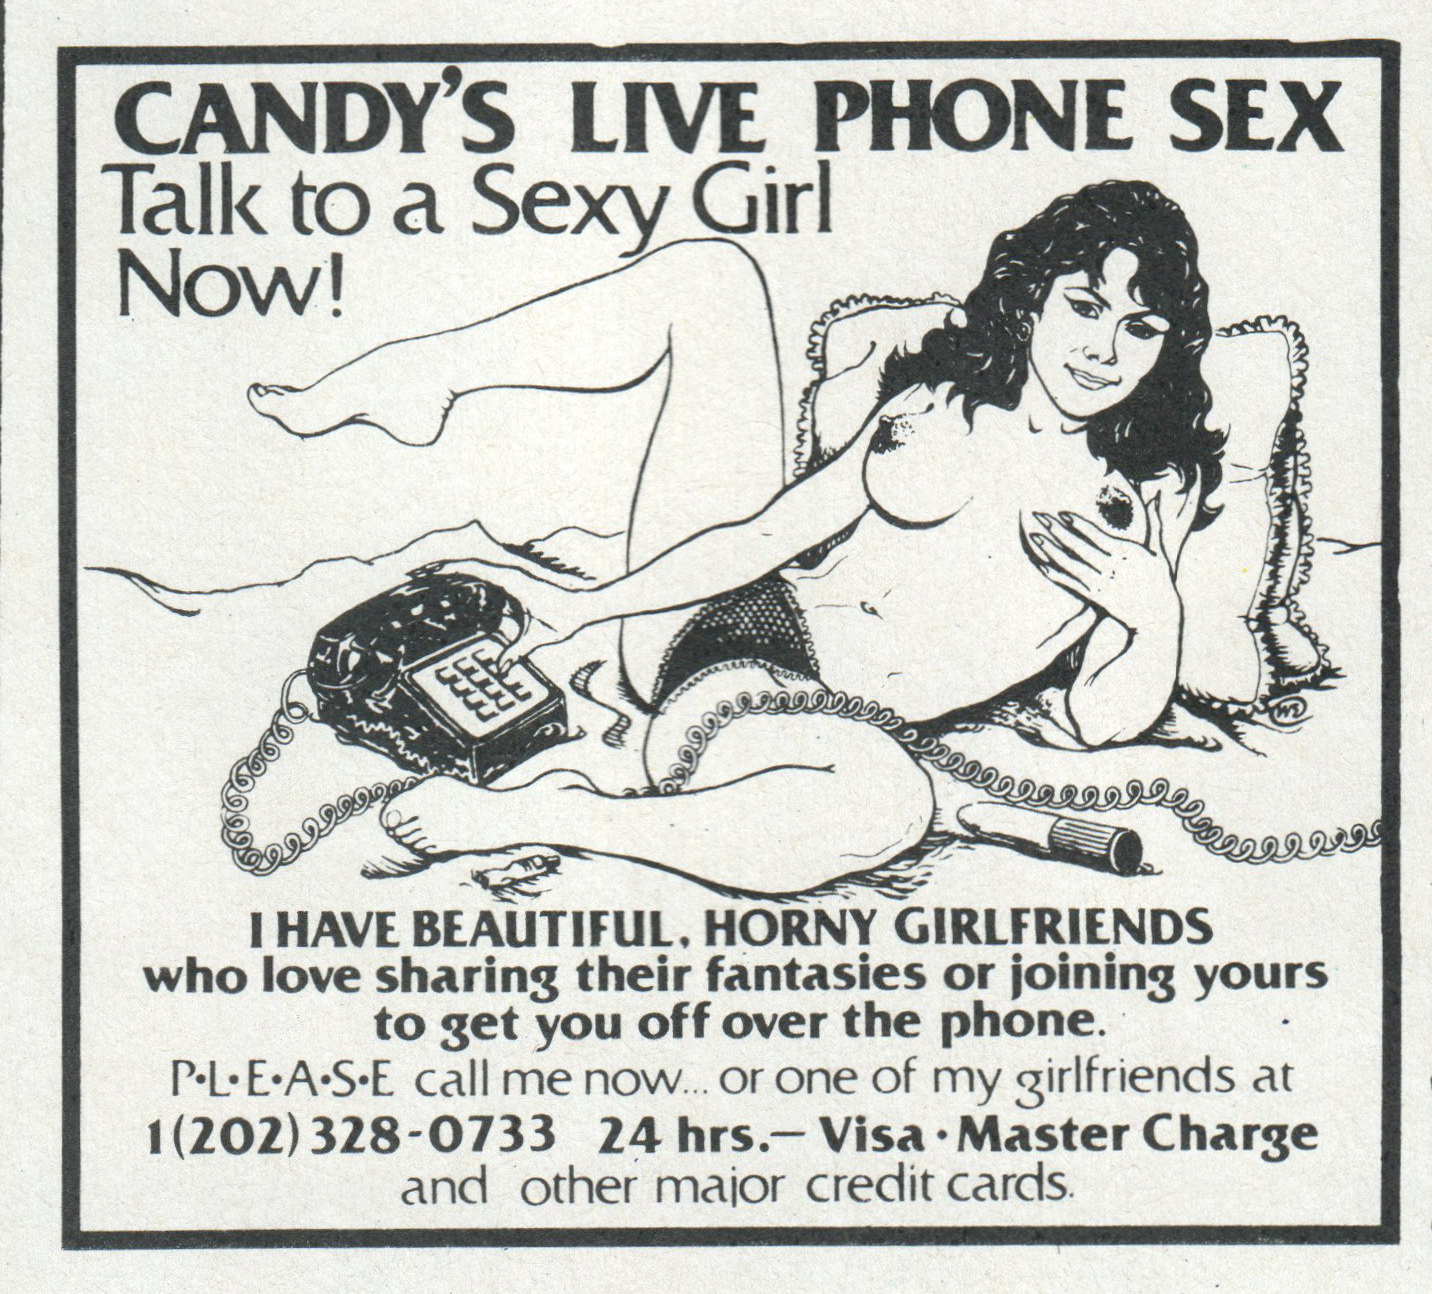 CANDY'S LIVE PHONE SEX
Talk to a Sexy Girl
Now!
I HAVE BEAUTIFUL, HORNY GIRLFRIENDS
who love sharing their fantasies or joining yours
to get you off over the phone.
P•L•E•A•S•E call me now... or one of my girlfriends at
1(202) 328-0733 24 hrs.— Visa • Master Charge
and other major credit cards.